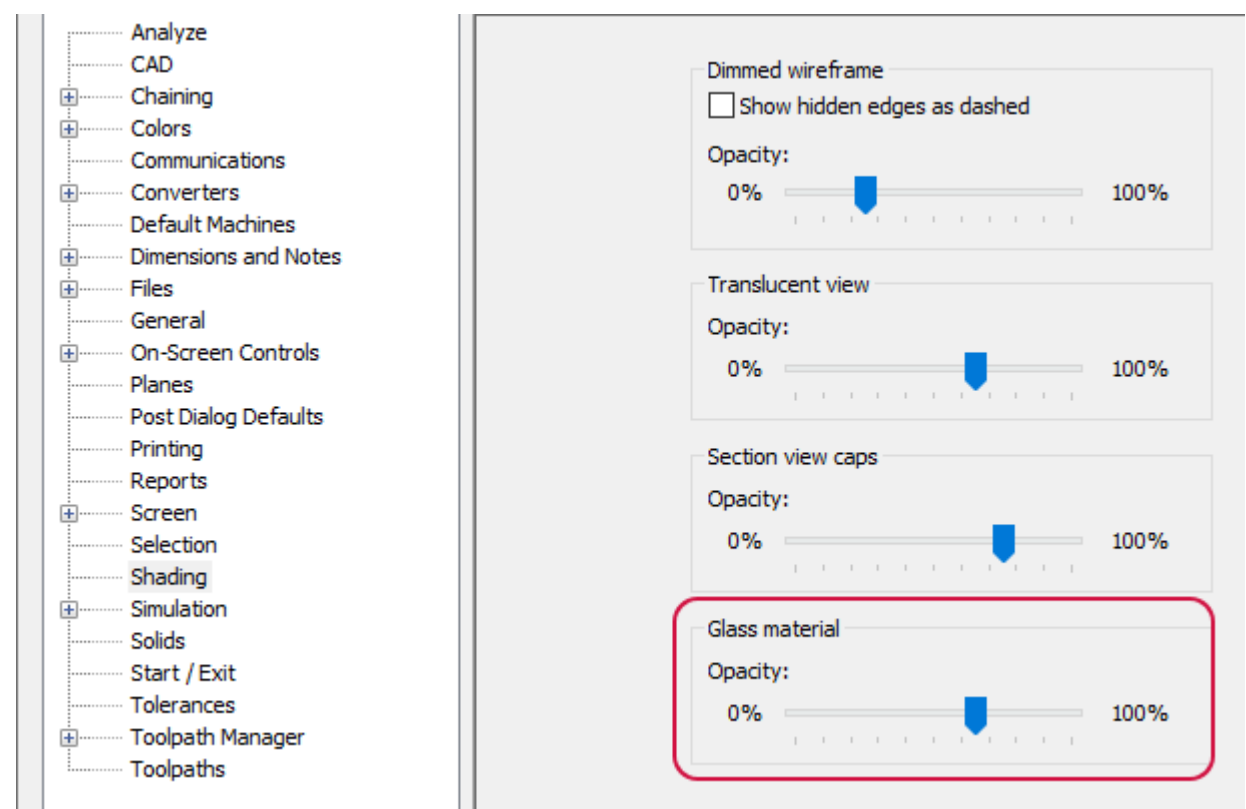 Analyze
CAD
Chaining
Colors
Communications
Converters
Default Machines
Dimensions and Notes
Files
General
On-Screen Controls
Planes
Post Dialog Defaults
Printing
Reports
Screen
Selection
Shading
Simulation
Solids
Start / Exit
Tolerances
Toolpath Manager
Toolpaths
Dimmed wireframe
Show hidden edges as dashed
Opacity:
0% 100%
Translucent view
Opacity:
0% 100%
Section view caps
Opacity:
0% 100%
Glass material
Opacity:
0% 100%